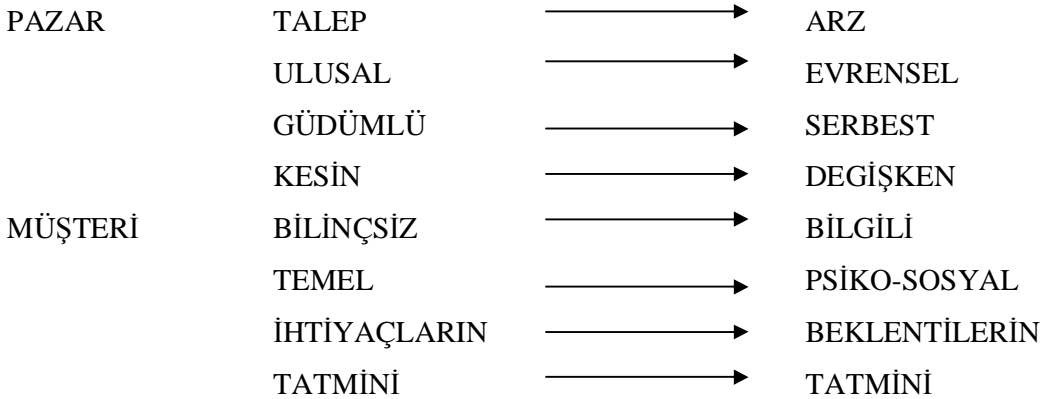 PAZAR TALEP ARZ
ULUSAL EVRENSEL
GÜDÜMLÜ SERBEST
KESİN DEGİŞKEN
MÜŞTERİ BİLİNÇSİZ BİLGİLİ
TEMEL PSİKO-SOSYAL
İHTİYAÇLARIN BEKLENTİLERİN
TATMİNİ TATMİNİ